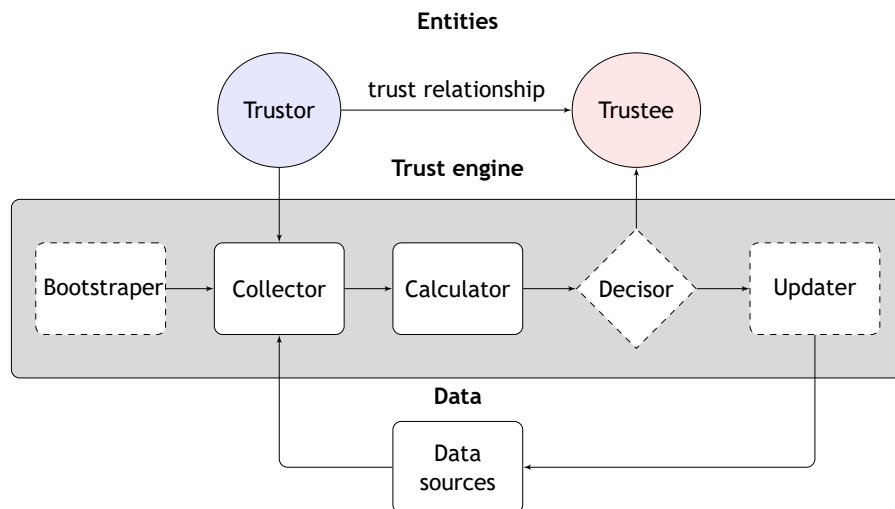 Entities
Trustor
trust relationship
Trustee
Trust engine
Bootstraper
Collector
Calculator
Decisor
Updater
Data
Data
sources